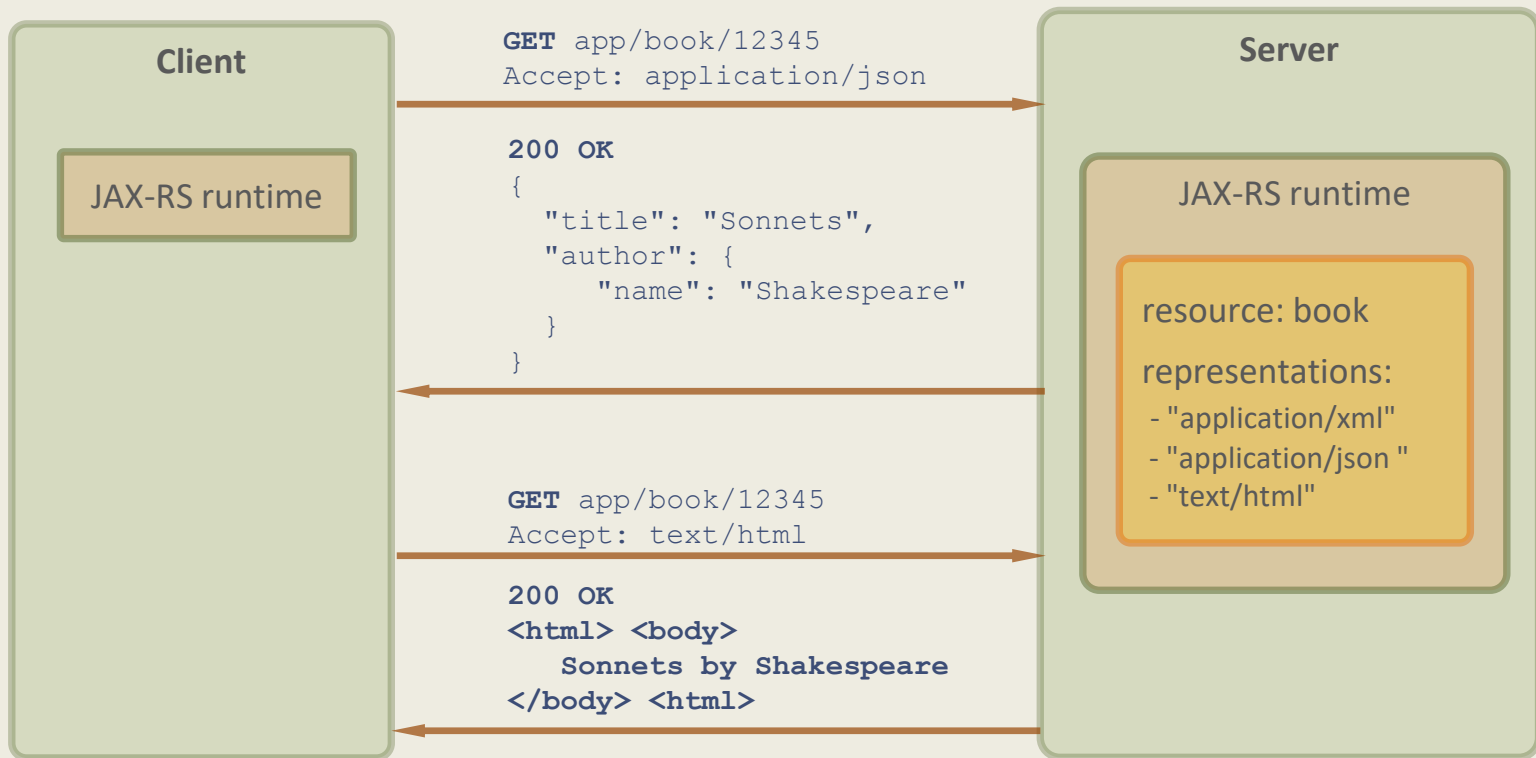 Client
JAX-RS runtime
GET app/book/12345
Accept: application/json
200 OK
{
  "title": "Sonnets",
  "author": {
     "name": "Shakespeare"
  }
}
GET app/book/12345
Accept: text/html
200 OK
<html> <body>
   Sonnets by Shakespeare
</body> <html>
Server
JAX-RS runtime
resource: book
representations:
- "application/xml"
- "application/json "
- "text/html"